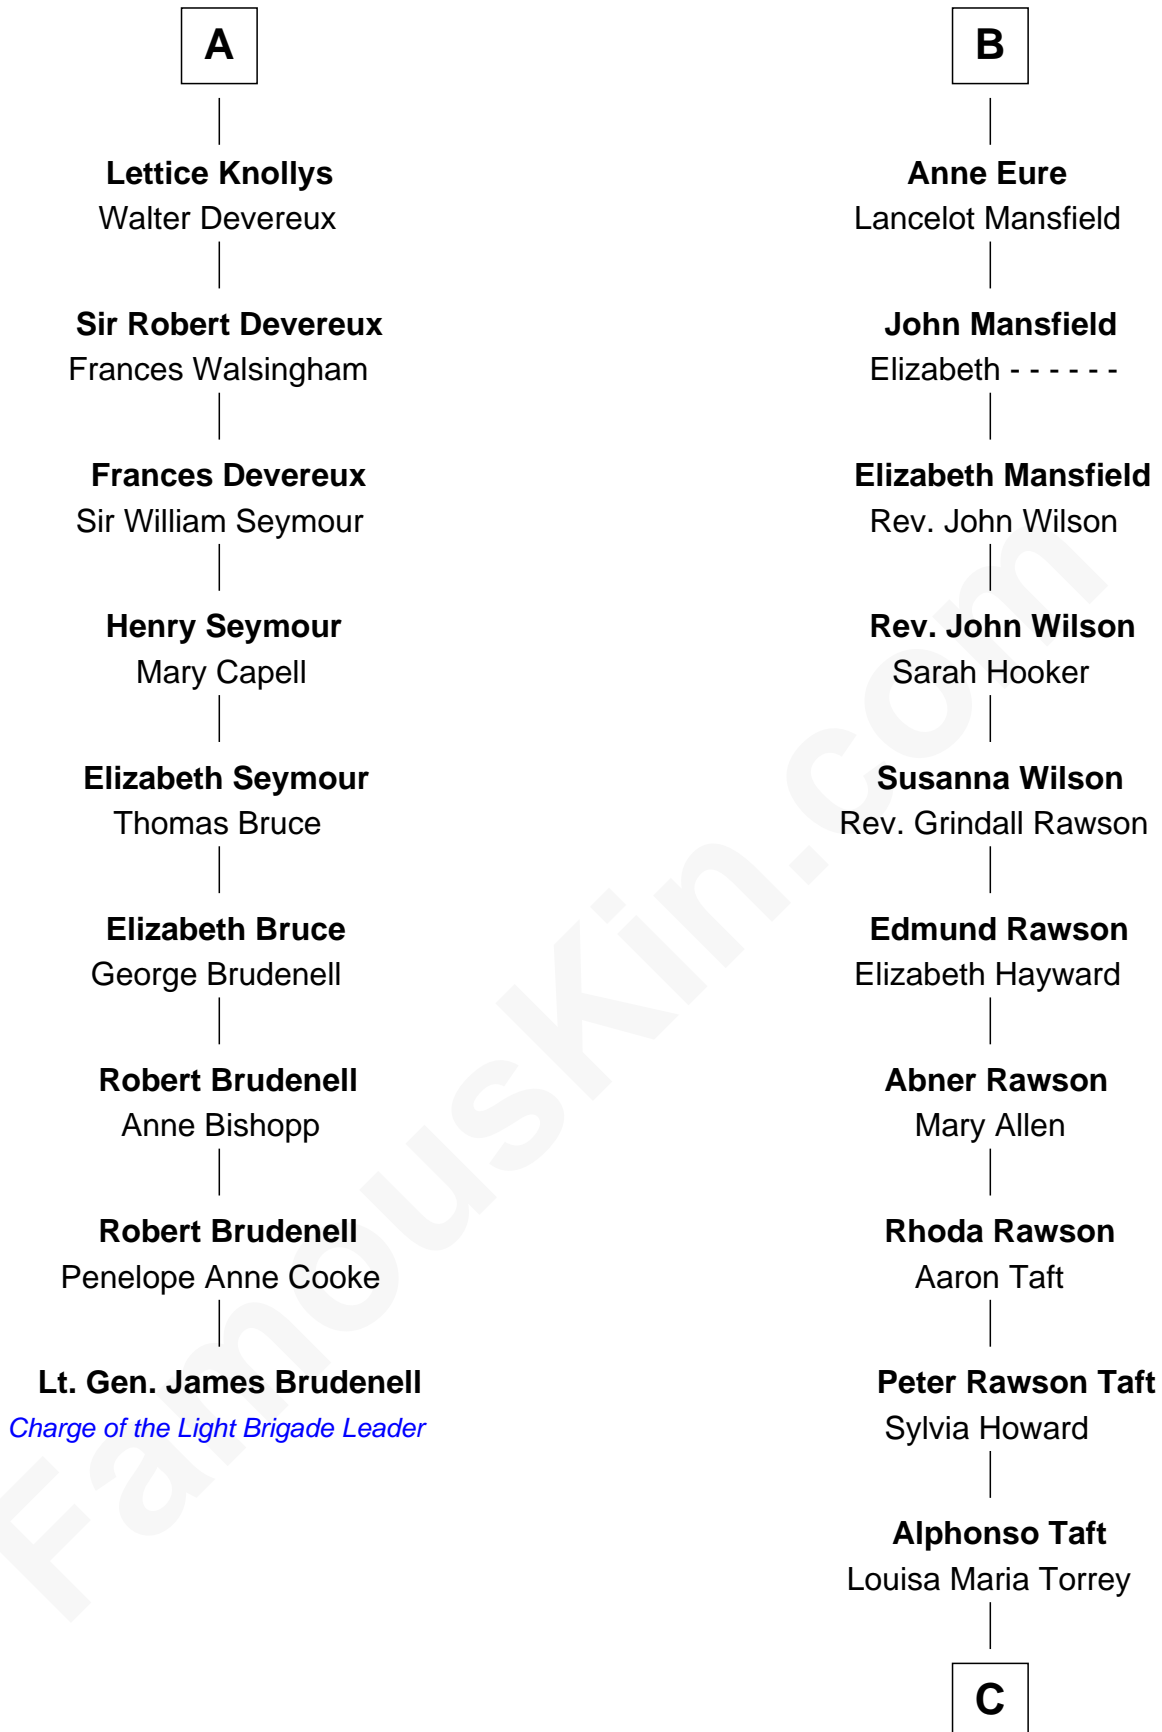 A
Lettice Knollys
Walter Devereux
Sir Robert Devereux
Frances Walsingham
Frances Devereux
Sir William Seymour
Henry Seymour
Mary Capell
Elizabeth Seymour
Thomas Bruce
Elizabeth Bruce
George Brudenell
Robert Brudenell
Anne Bishopp
Robert Brudenell
Penelope Anne Cooke
Lt. Gen. James Brudenell
Charge of the Light Brigade Leader
B
Anne Eure
Lancelot Mansfield
John Mansfield
Elizabeth - - - - - -
Elizabeth Mansfield
Rev. John Wilson
Rev. John Wilson
Sarah Hooker
Susanna Wilson
Rev. Grindall Rawson
Edmund Rawson
Elizabeth Hayward
Abner Rawson
Mary Allen
Rhoda Rawson
Aaron Taft
Peter Rawson Taft
Sylvia Howard
Alphonso Taft
Louisa Maria Torrey
C
FamousKin.com